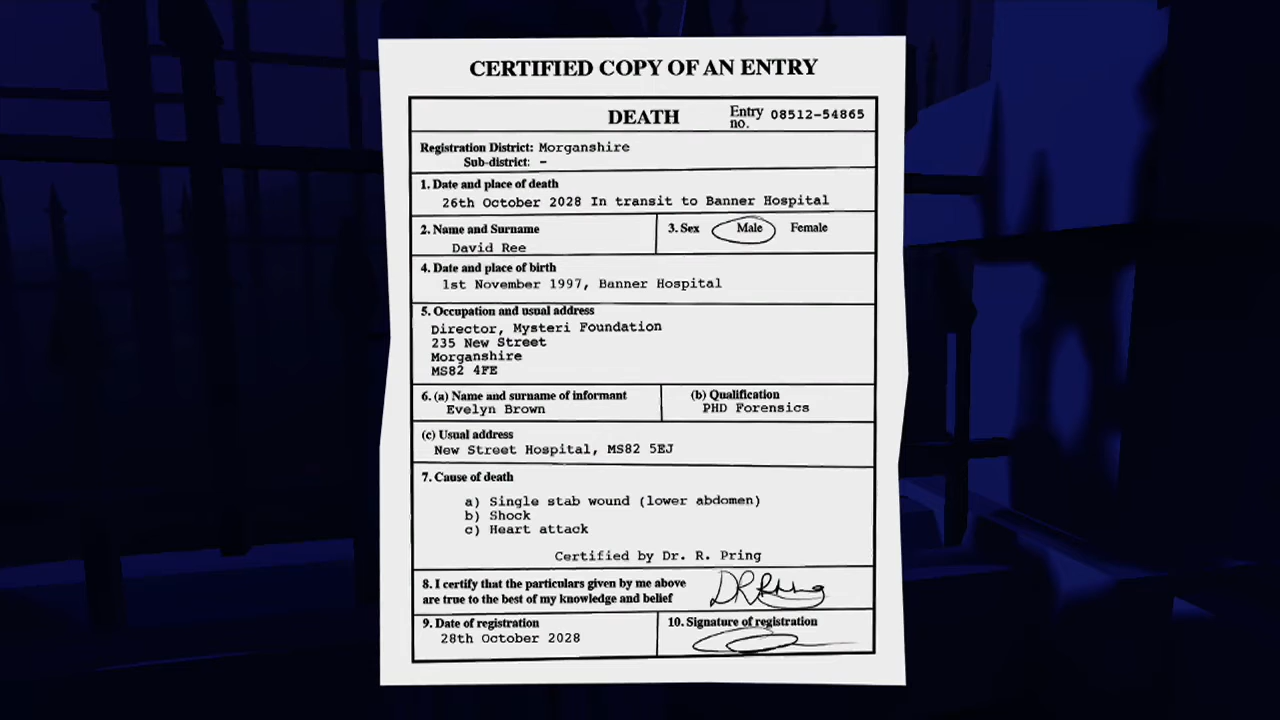 CERTIFIED COPY OF AN ENTRY
DEATH
Entry no. 08512-54865
Registration District: Morganshire
Sub-district: –
1. Date and place of death
26th October 2028 In transit to Banner Hospital
2. Name and Surname
David Ree
3. Sex Male Female
4. Date and place of birth
1st November 1997, Banner Hospital
5. Occupation and usual address
Director, Mysteri Foundation
235 New Street
Morganshire
MS82 4FE
6. (a) Name and surname of informant
Evelyn Brown
(b) Qualification
PHD Forensics
(c) Usual address
New Street Hospital, MS82 5EJ
7. Cause of death
a) Single stab wound (lower abdomen)
b) Shock
c) Heart attack
Certified by Dr. R. Pring
8. I certify that the particulars given by me above
are true to the best of my knowledge and belief
DR R Pring
9. Date of registration
28th October 2028
10. Signature of registration